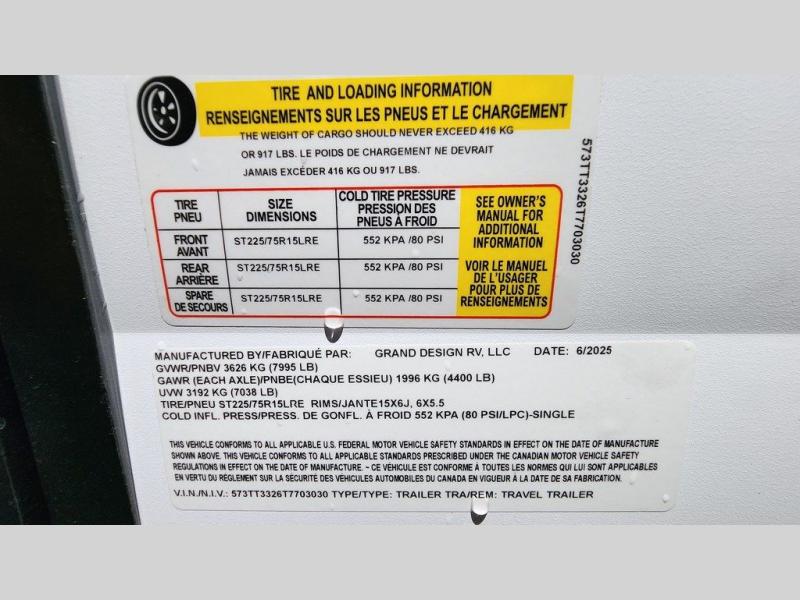 TIRE AND LOADING INFORMATION
RENSEIGNEMENTS SUR LES PNEUS ET LE CHARGEMENT
THE WEIGHT OF CARGO SHOULD NEVER EXCEED 416 KG
OR 917 LBS. LE POIDS DE CHARGEMENT NE DEVRAIT
JAMAIS EXCÉDER 416 KG OU 917 LBS.
TIRE
PNEU
SIZE
DIMENSIONS
COLD TIRE PRESSURE
PRESSION DES
PNEUS À FROID
FRONT
AVANT
ST225/75R15LRE
552 KPA /80 PSI
REAR
ARRIÈRE
ST225/75R15LRE
552 KPA /80 PSI
SPARE
DE SECOURS
ST225/75R15LRE
552 KPA /80 PSI
SEE OWNER'S
MANUAL FOR
ADDITIONAL
INFORMATION
VOIR LE MANUEL
DE L'USAGER
POUR PLUS DE
RENSEIGNEMENTS
573TT3326T7703030
MANUFACTURED BY/FABRIQUÉ PAR: GRAND DESIGN RV, LLC DATE: 6/2025
GVWR/PNBV 3626 KG (7995 LB)
GAWR (EACH AXLE)/PNBE(CHAQUE ESSIEU) 1996 KG (4400 LB)
UVW 3192 KG (7038 LB)
TIRE/PNEU ST225/75R15LRE RIMS/JANTE15X6J, 6X5.5
COLD INFL. PRESS/PRESS. DE GONFL. À FROID 552 KPA (80 PSI/LPC)-SINGLE
THIS VEHICLE CONFORMS TO ALL APPLICABLE U.S. FEDERAL MOTOR VEHICLE SAFETY STANDARDS IN EFFECT ON THE DATE OF MANUFACTURE
SHOWN ABOVE. THIS VEHICLE CONFORMS TO ALL APPLICABLE STANDARDS PRESCRIBED UNDER THE CANADIAN MOTOR VEHICLE SAFETY
REGULATIONS IN EFFECT ON THE DATE OF MANUFACTURE. ~ CE VÉHICULE EST CONFORME À TOUTES LES NORMES QUI LUI SONT APPLICABLES
EN VERTU DU RÈGLEMENT SUR LA SÉCURITÉ DES VÉHICULES AUTOMOBILES DU CANADA EN VIGUEUR À LA DATE DE SA FABRICATION.
V.I.N./N.I.V.: 573TT3326T7703030 TYPE/TYPE: TRAILER TRA/REM: TRAVEL TRAILER